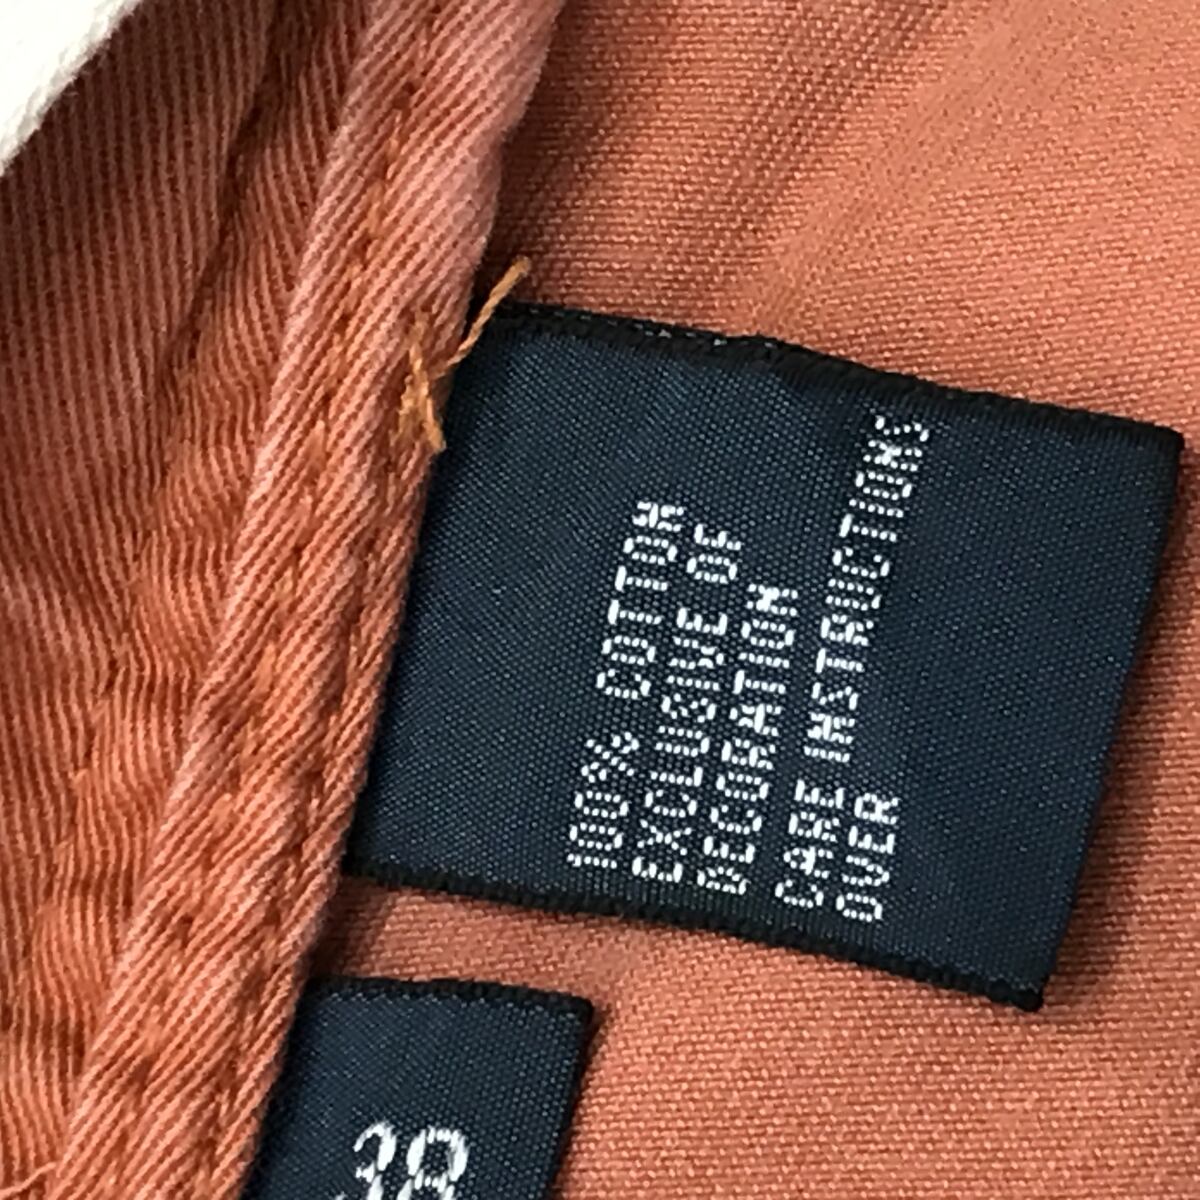 100% COTTON
EXCLUSIVE OF
DECORATION
CARE INSTRUCTIONS
OVER
38